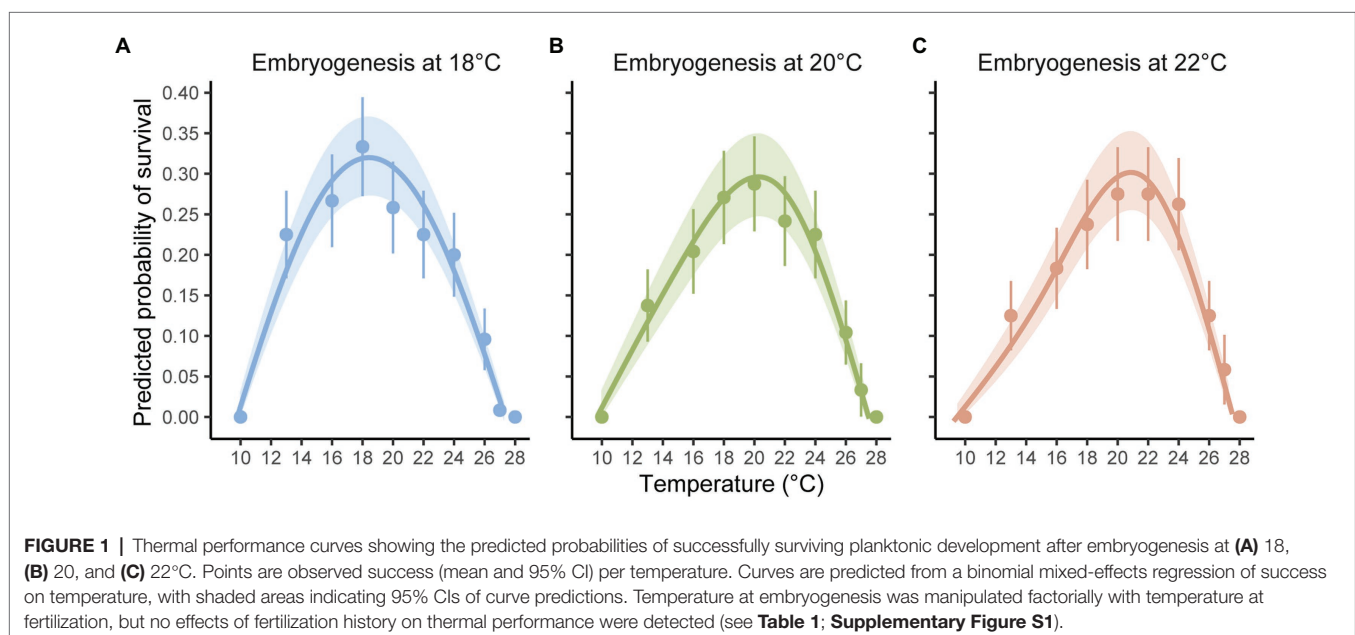 A
B
C
Embryogenesis at 18°C
Embryogenesis at 20°C
Embryogenesis at 22°C
Predicted probability of survival
0.40
0.35
0.30
0.25
0.20
0.15
0.10
0.05
0.00
10 12 14 16 18 20 22 24 26 28
10 12 14 16 18 20 22 24 26 28
10 12 14 16 18 20 22 24 26 28
Temperature (°C)
FIGURE 1 | Thermal performance curves showing the predicted probabilities of successfully surviving planktonic development after embryogenesis at (A) 18,
(B) 20, and (C) 22°C. Points are observed success (mean and 95% CI) per temperature. Curves are predicted from a binomial mixed-effects regression of success
on temperature, with shaded areas indicating 95% CIs of curve predictions. Temperature at embryogenesis was manipulated factorially with temperature at
fertilization, but no effects of fertilization history on thermal performance were detected (see Table 1; Supplementary Figure S1).